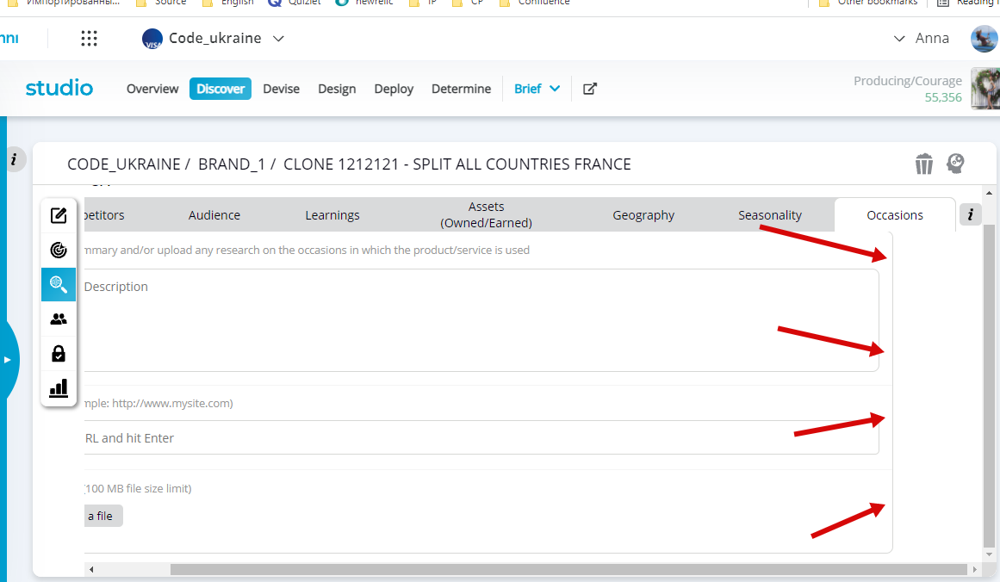 Импортированны... Source English Quizlet newrelic IP CP Confluence Other bookmarks Reading
nni Code_ukraine Anna
VISA
studio Overview Discover Devise Design Deploy Determine Brief
Producing/Courage
55,356
i
CODE_UKRAINE / BRAND_1 / CLONE 1212121 - SPLIT ALL COUNTRIES FRANCE
petitors Audience Learnings Assets
(Owned/Earned) Geography Seasonality Occasions i
mmary and/or upload any research on the occasions in which the product/service is used
Description
mple: http://www.mysite.com)
RL and hit Enter
(100 MB file size limit)
a file